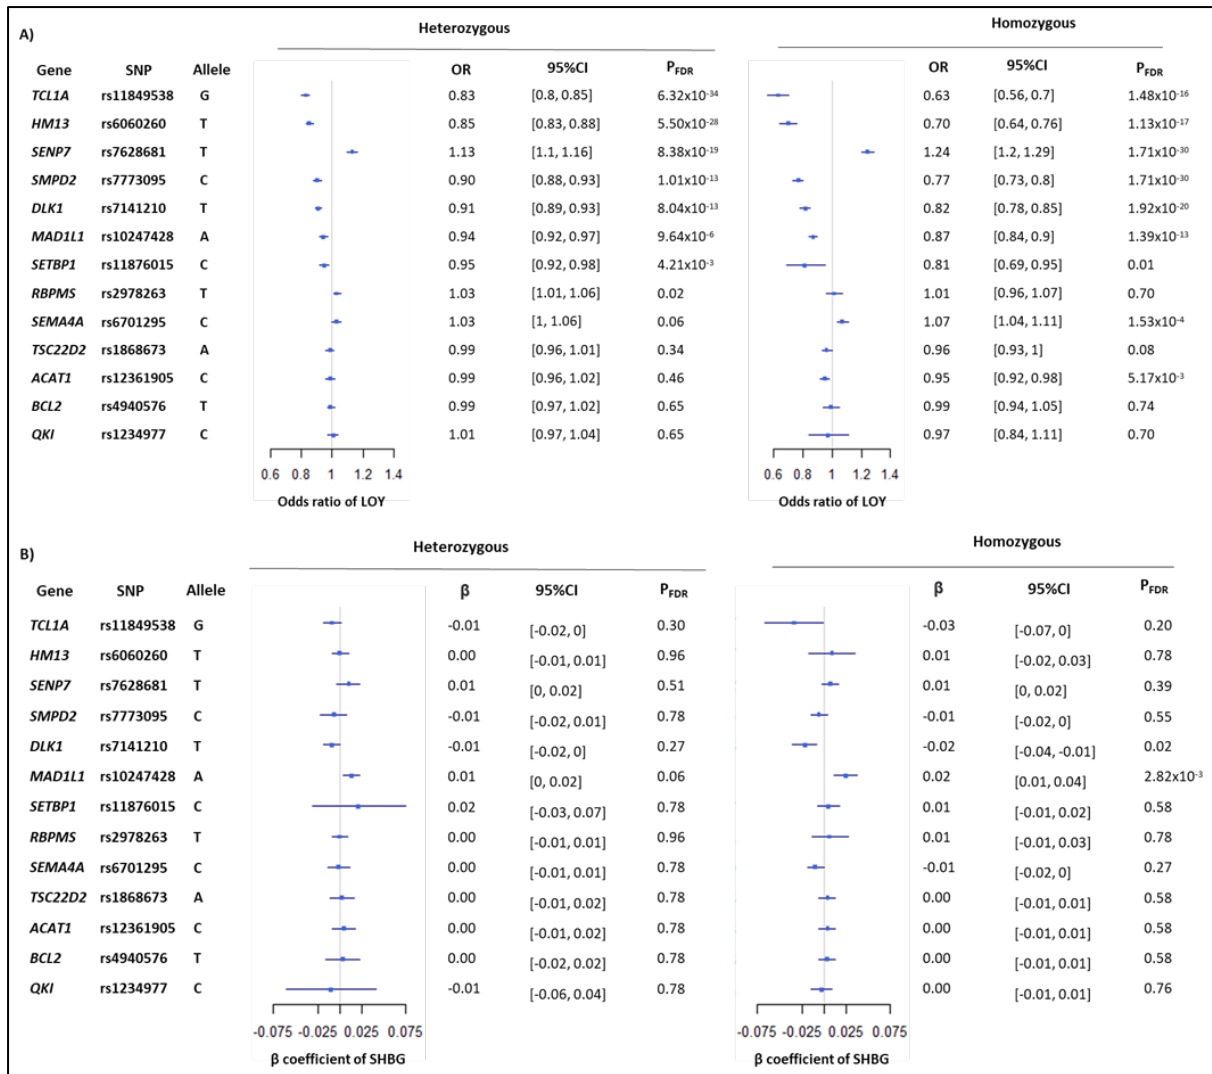 A)
Heterozygous Homozygous
Gene SNP Allele OR 95%CI P_FDR OR 95%CI P_FDR
TCL1A rs11849538 G 0.83 [0.8, 0.85] 6.32x10⁻³⁴ 0.63 [0.56, 0.7] 1.48x10⁻¹⁶
HM13 rs6060260 T 0.85 [0.83, 0.88] 5.50x10⁻²⁸ 0.70 [0.64, 0.76] 1.13x10⁻¹⁷
SENP7 rs7628681 T 1.13 [1.1, 1.16] 8.38x10⁻¹⁹ 1.24 [1.2, 1.29] 1.71x10⁻³⁰
SMPD2 rs7773095 C 0.90 [0.88, 0.93] 1.01x10⁻¹³ 0.77 [0.73, 0.8] 1.71x10⁻³⁰
DLK1 rs7141210 T 0.91 [0.89, 0.93] 8.04x10⁻¹³ 0.82 [0.78, 0.85] 1.92x10⁻²⁰
MAD1L1 rs10247428 A 0.94 [0.92, 0.97] 9.64x10⁻⁶ 0.87 [0.84, 0.9] 1.39x10⁻¹³
SETBP1 rs11876015 C 0.95 [0.92, 0.98] 4.21x10⁻³ 0.81 [0.69, 0.95] 0.01
RBPMS rs2978263 T 1.03 [1.01, 1.06] 0.02 1.01 [0.96, 1.07] 0.70
SEMA4A rs6701295 C 1.03 [1, 1.06] 0.06 1.07 [1.04, 1.11] 1.53x10⁻⁴
TSC22D2 rs1868673 A 0.99 [0.96, 1.01] 0.34 0.96 [0.93, 1] 0.08
ACAT1 rs12361905 C 0.99 [0.96, 1.02] 0.46 0.95 [0.92, 0.98] 5.17x10⁻³
BCL2 rs4940576 T 0.99 [0.97, 1.02] 0.65 0.99 [0.94, 1.05] 0.74
QKI rs1234977 C 1.01 [0.97, 1.04] 0.65 0.97 [0.84, 1.11] 0.70
0.6 0.8 1 1.2 1.4 0.6 0.8 1 1.2 1.4
Odds ratio of LOY Odds ratio of LOY
B)
Heterozygous Homozygous
Gene SNP Allele β 95%CI P_FDR β 95%CI P_FDR
TCL1A rs11849538 G -0.01 [-0.02, 0] 0.30 -0.03 [-0.07, 0] 0.20
HM13 rs6060260 T 0.00 [-0.01, 0.01] 0.96 0.01 [-0.02, 0.03] 0.78
SENP7 rs7628681 T 0.01 [0, 0.02] 0.51 0.01 [0, 0.02] 0.39
SMPD2 rs7773095 C -0.01 [-0.02, 0.01] 0.78 -0.01 [-0.02, 0] 0.55
DLK1 rs7141210 T -0.01 [-0.02, 0] 0.27 -0.02 [-0.04, -0.01] 0.02
MAD1L1 rs10247428 A 0.01 [0, 0.02] 0.06 0.02 [0.01, 0.04] 2.82x10⁻³
SETBP1 rs11876015 C 0.02 [-0.03, 0.07] 0.78 0.01 [-0.01, 0.02] 0.58
RBPMS rs2978263 T 0.00 [-0.01, 0.01] 0.96 0.01 [-0.01, 0.03] 0.78
SEMA4A rs6701295 C 0.00 [-0.01, 0.01] 0.78 -0.01 [-0.02, 0] 0.27
TSC22D2 rs1868673 A 0.00 [-0.01, 0.02] 0.78 0.00 [-0.01, 0.01] 0.58
ACAT1 rs12361905 C 0.00 [-0.01, 0.02] 0.78 0.00 [-0.01, 0.01] 0.58
BCL2 rs4940576 T 0.00 [-0.02, 0.02] 0.78 0.00 [-0.01, 0.01] 0.58
QKI rs1234977 C -0.01 [-0.06, 0.04] 0.78 0.00 [-0.01, 0.01] 0.76
-0.075 -0.025 0.025 0.075 -0.075 -0.025 0.025 0.075
β coefficient of SHBG β coefficient of SHBG